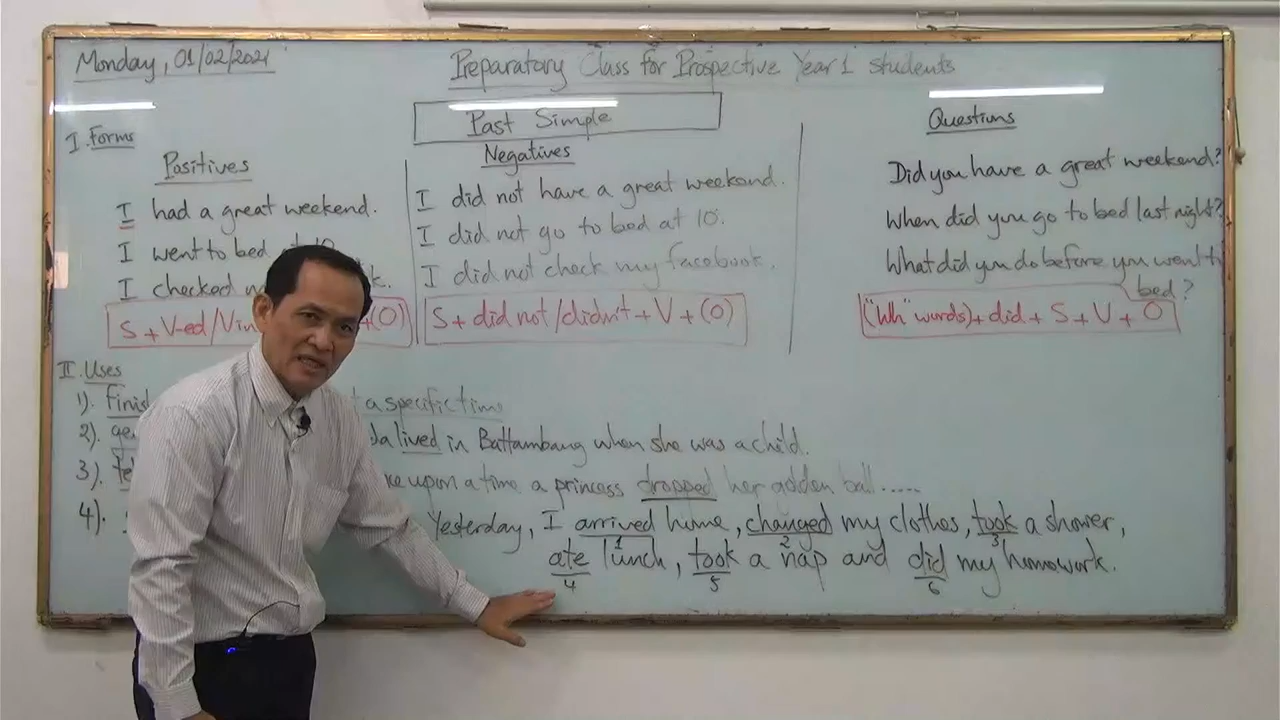 Monday, 01/02/2021
Preparatory Class for Prospective Year 1 students
Past Simple
I. Forms
Positives
I had a great weekend.
I went to bed at 10.
I checked
S + V-ed/Vin +(O)
Negatives
I did not have a great weekend.
I did not go to bed at 10.
I did not check my facebook.
S + did not/didn't + V + (O)
Questions
Did you have a great weekend?
When did you go to bed last night?
What did you do before you went to
bed?
("Wh" words) + did + S + V + O
II. Uses
1). Finis a specific time
2). ge lived in Battambang when she was a child.
3). te upon a time a princess dropped her golden ball.....
4). Yesterday, I arrived home, changed my clothes, took a shower,
1 2 3
ate lunch, took a nap and did my homework.
4 5 6